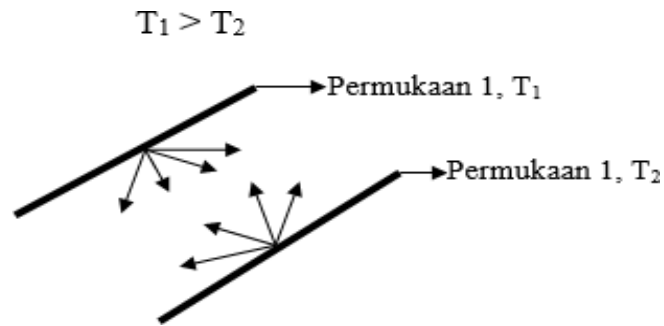 T₁ > T₂
Permukaan 1, T₁
Permukaan 1, T₂